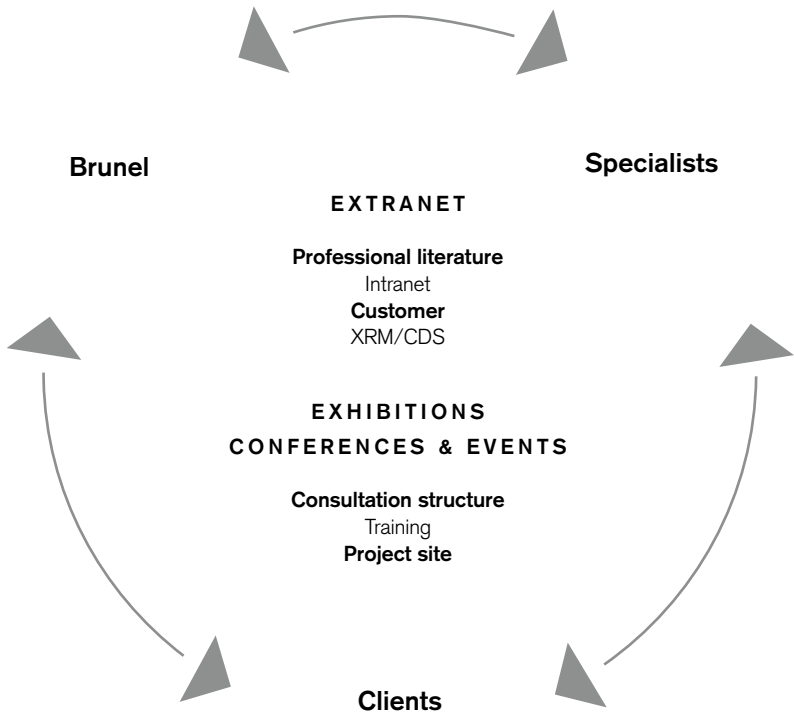 Brunel
Specialists
EXTRANET
Professional literature
Intranet
Customer
XRM/CDS
EXHIBITIONS
CONFERENCES & EVENTS
Consultation structure
Training
Project site
Clients